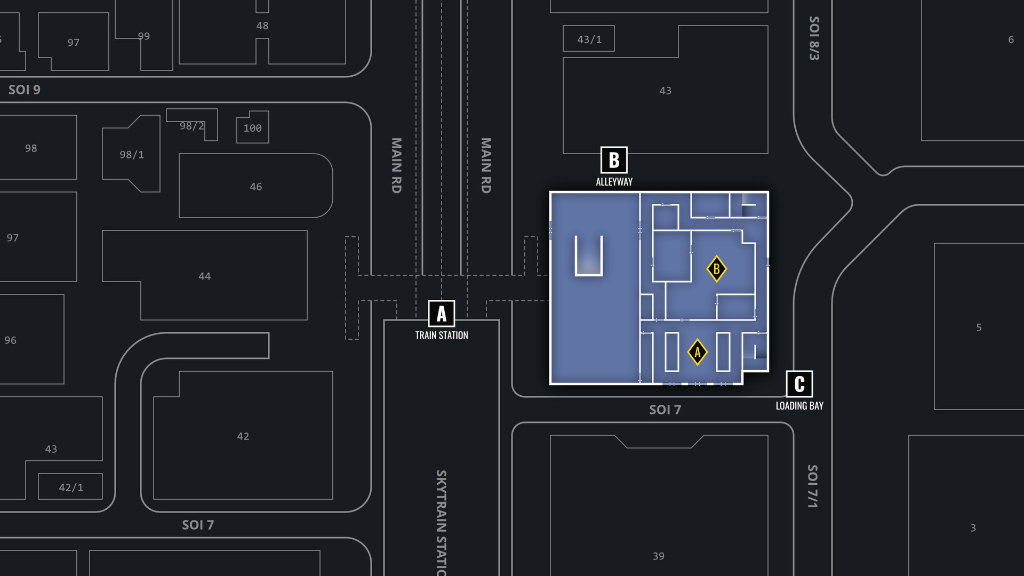 48
97
99
43/1
SOI 8/3
6
SOI 9
43
98/2
100
98
98/1
MAIN RD
MAIN RD
B
ALLEYWAY
46
97
44
B
A
TRAIN STATION
96
5
A
C
LOADING BAY
SOI 7
42
43
42/1
SKYTRAIN STATIO
SOI 7/1
SOI 7
3
39